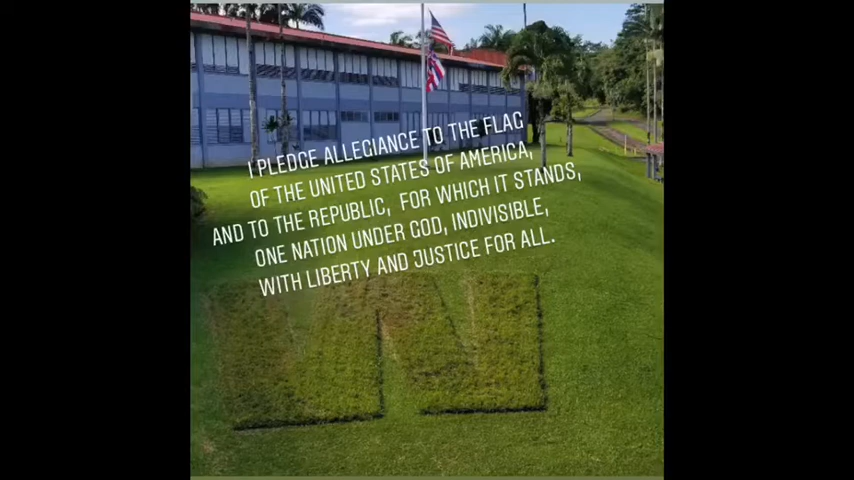 I PLEDGE ALLEGIANCE TO THE FLAG
OF THE UNITED STATES OF AMERICA,
AND TO THE REPUBLIC, FOR WHICH IT STANDS,
ONE NATION UNDER GOD, INDIVISIBLE,
WITH LIBERTY AND JUSTICE FOR ALL.